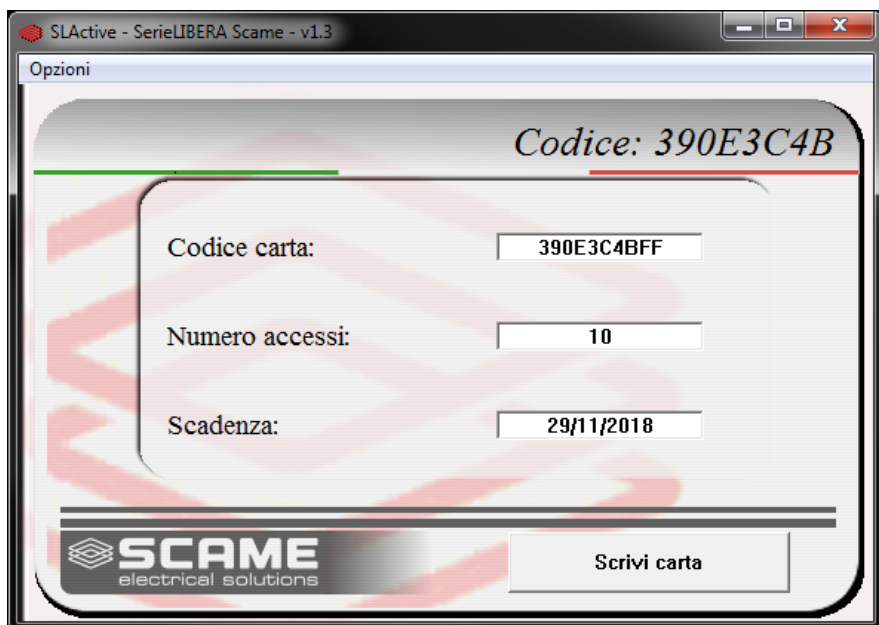 SLActive - SerieLIBERA Scame - v1.3
Opzioni
Codice: 390E3C4B
Codice carta: 390E3C4BFF
Numero accessi: 10
Scadenza: 29/11/2018
SCAME
electrical solutions
Scrivi carta